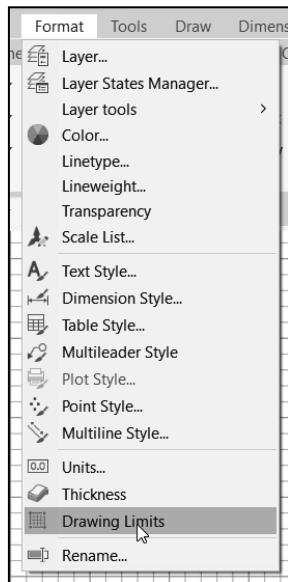 Format Tools Draw Dimens
Layer...
Layer States Manager...
Layer tools
Color...
Linetype...
Lineweight...
Transparency
Scale List...
Text Style...
Dimension Style...
Table Style...
Multileader Style
Plot Style...
Point Style...
Multiline Style...
0.0 Units...
Thickness
Drawing Limits
Rename...